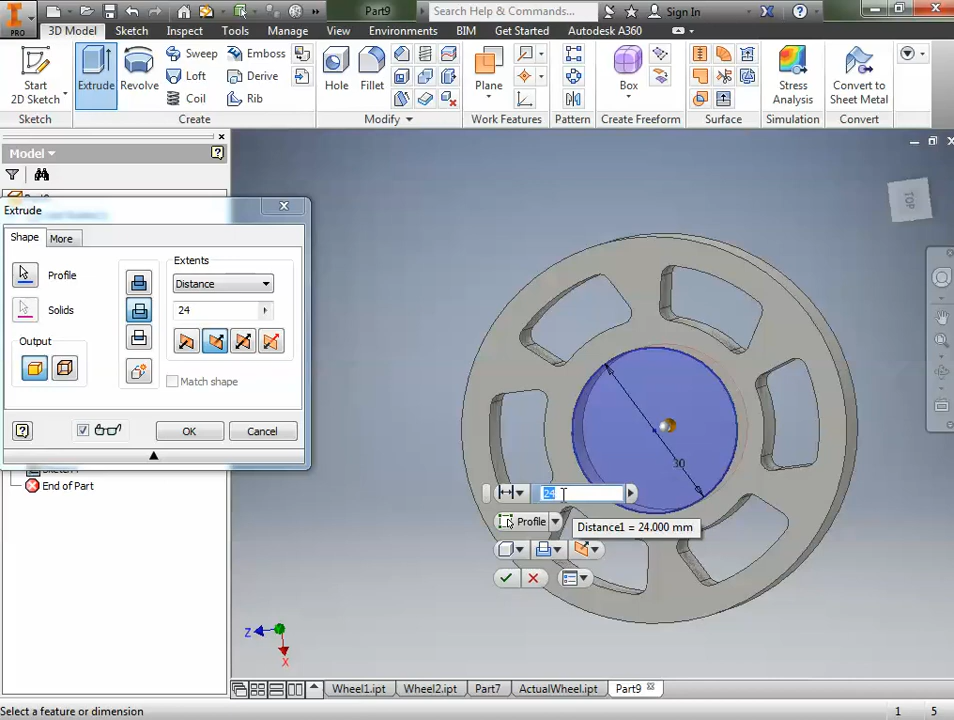 PRO
Part9
Search Help & Commands...
Sign In
3D Model Sketch Inspect Tools Manage View Environments BIM Get Started Autodesk A360
Start
2D Sketch
Extrude
Revolve
Sweep
Loft
Coil
Emboss
Derive
Rib
Hole
Fillet
Plane
Box
Stress
Analysis
Convert to
Sheet Metal
Sketch
Create
Modify
Work Features
Pattern
Create Freeform
Surface
Simulation
Convert
Model
Extrude
Shape
More
Profile
Solids
Output
Extents
Distance
24
Match shape
OK
Cancel
End of Part
TOP
30
24
Profile
Distance1 = 24.000 mm
Z
X
Wheel1.ipt
Wheel2.ipt
Part7
ActualWheel.ipt
Part9
Select a feature or dimension
1
5